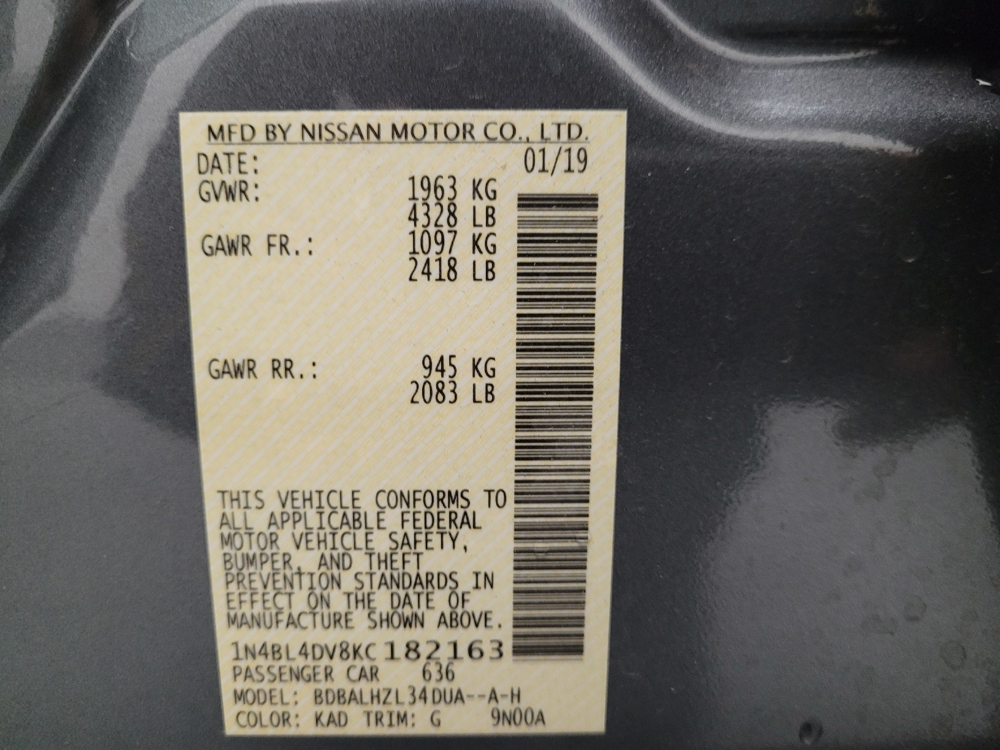 MFD BY NISSAN MOTOR CO., LTD.
DATE: 01/19
GVWR: 1963 KG
4328 LB
GAWR FR.: 1097 KG
2418 LB
GAWR RR.: 945 KG
2083 LB
THIS VEHICLE CONFORMS TO
ALL APPLICABLE FEDERAL
MOTOR VEHICLE SAFETY,
BUMPER, AND THEFT
PREVENTION STANDARDS IN
EFFECT ON THE DATE OF
MANUFACTURE SHOWN ABOVE.
1N4BL4DV8KC182163
PASSENGER CAR 636
MODEL: BDBALHZL34DUA--A-H
COLOR: KAD TRIM: G 9N00A